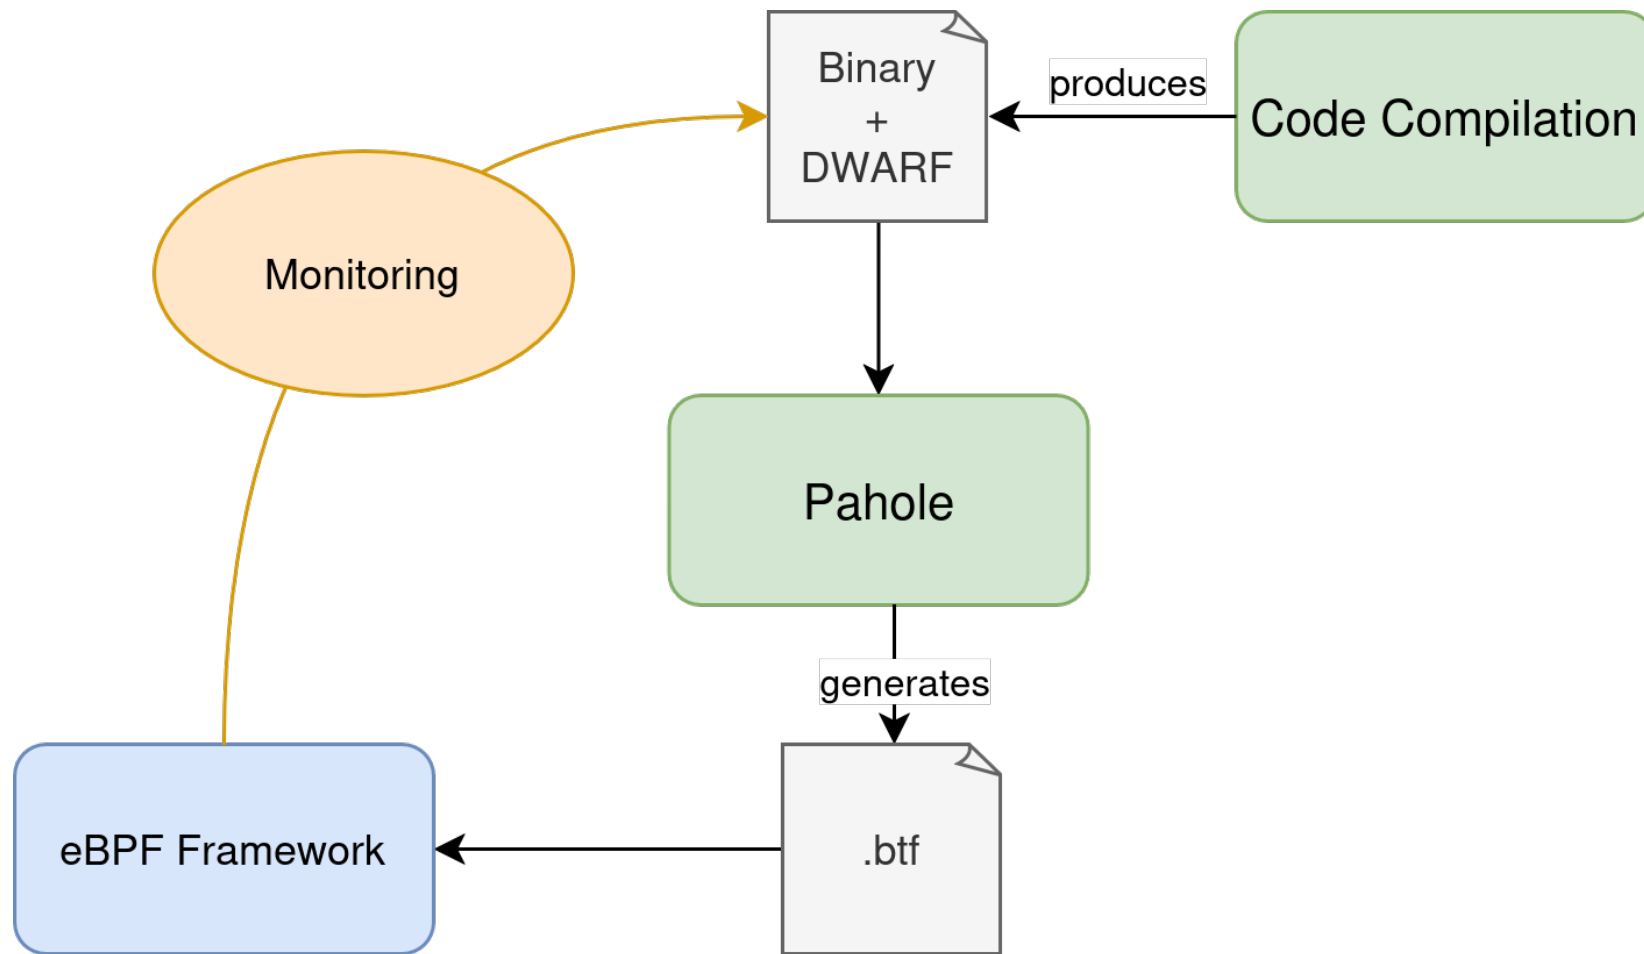 Binary
+
DWARF
produces
Code Compilation
Monitoring
Pahole
generates
eBPF Framework
.btf